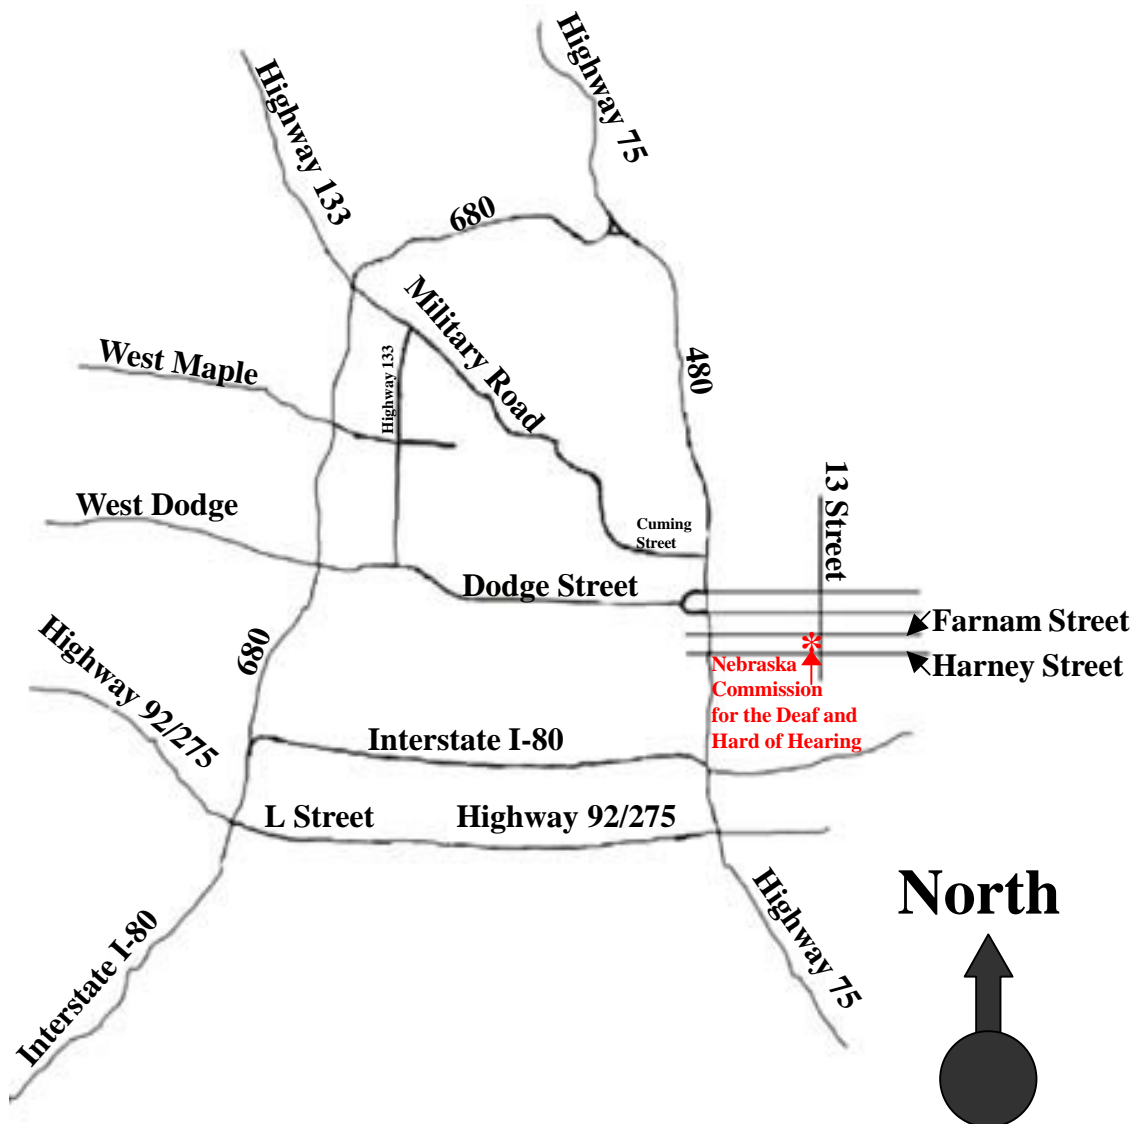 Highway 75
Highway 133
680
Military Road
West Maple
Highway 133
480
13 Street
West Dodge
Cuming
Street
Dodge Street
Farnam Street
Harney Street
*
Nebraska
Commission
for the Deaf and
Hard of Hearing
680
Highway 92/275
Interstate I-80
L Street
Highway 92/275
North
Highway 75
Interstate I-80